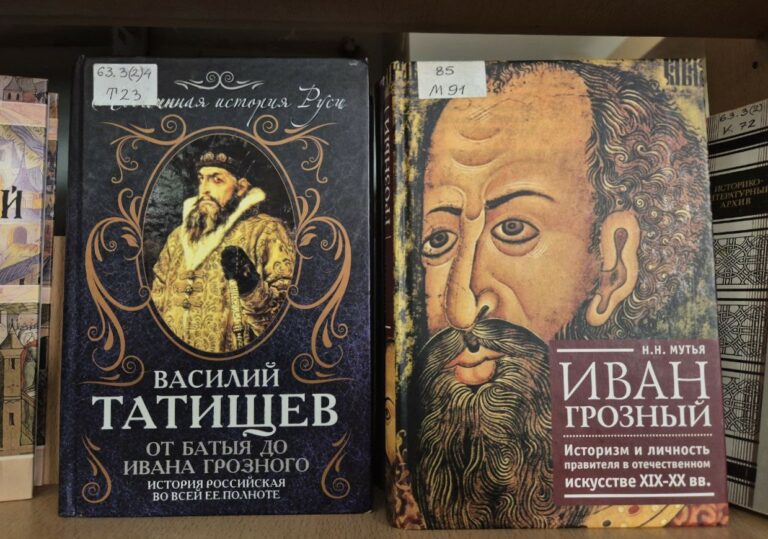 Й
63.3(2)4
Т23
история Руси
ВАСИЛИЙ
ТАТИЩЕВ
ОТ БАТЫЯ ДО
ИВАНА ГРОЗНОГО
ИСТОРИЯ РОССИЙСКАЯ
ВО ВСЕЙ ЕЕ ПОЛНОТЕ
ГРОЗНЫЙ
85
М91
Н.Н. МУТЬЯ
ИВАН
ГРОЗНЫЙ
Историзм и личность
правителя в отечественном
искусстве XIX–XX вв.
63.3(2)
К 72
ИСТОРИКО-
ЛИТЕРАТУРНЫЙ
АРХИВ